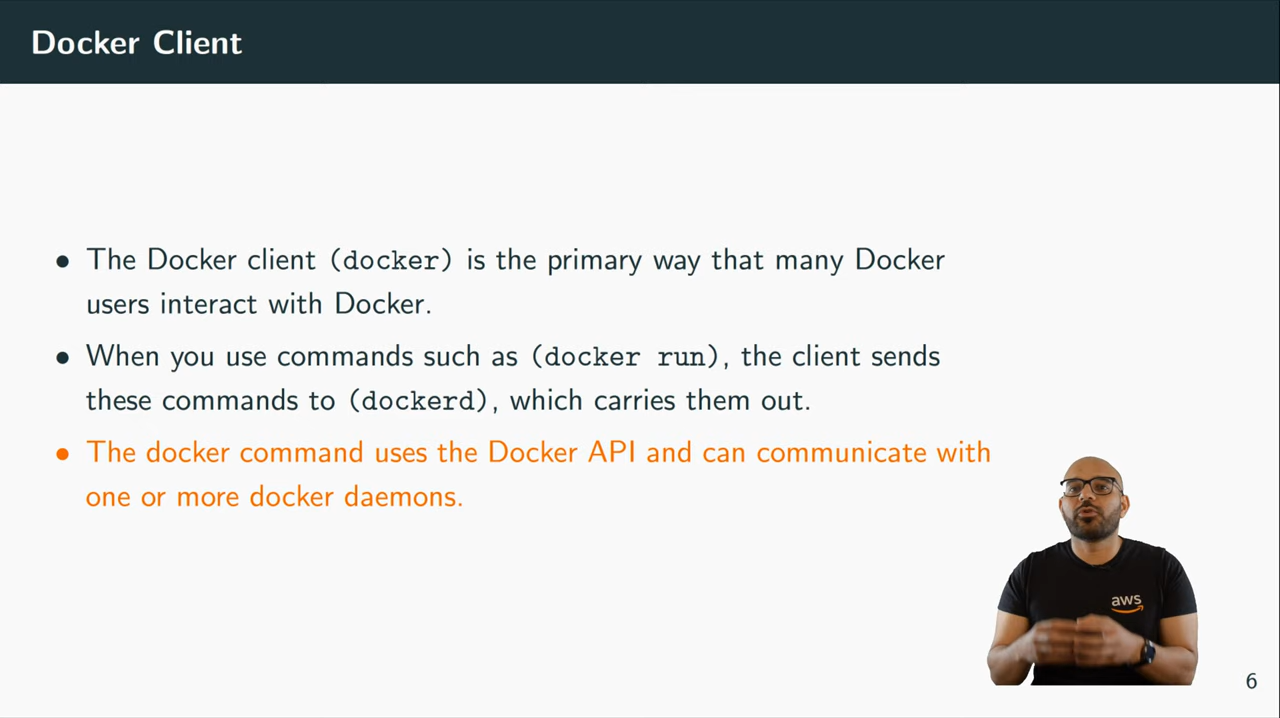 Docker Client
• The Docker client (docker) is the primary way that many Docker
users interact with Docker.
• When you use commands such as (docker run), the client sends
these commands to (dockerd), which carries them out.
• The docker command uses the Docker API and can communicate with
one or more docker daemons.
aws
6